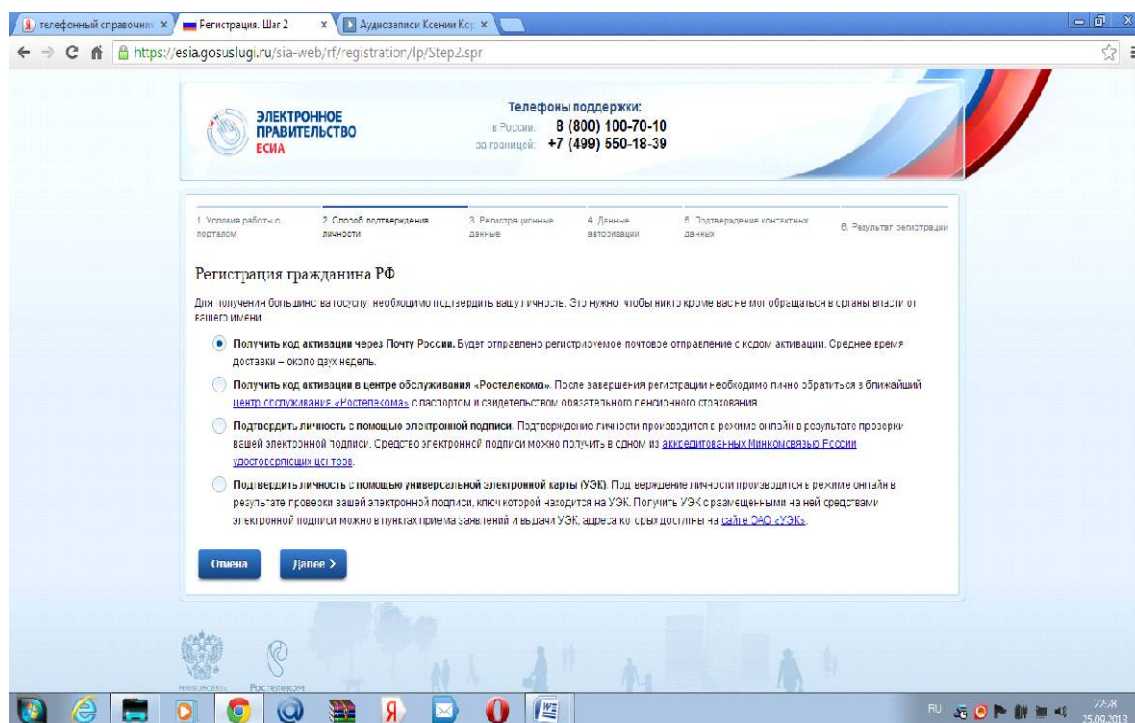 телефонный справочник
Регистрация. Шаг 2
Аудиозаписи Ксении Кор
https://esia.gosuslugi.ru/sia-web/rf/registration/lp/Step2.spr
ЭЛЕКТРОННОЕ
ПРАВИТЕЛЬСТВО
ЕСИА
Телефоны поддержки:
в России: 8 (800) 100-70-10
за границей: +7 (499) 550-18-39
1. Условия работы с
порталом
2. Способ подтверждения
личности
3. Регистрационные
данные
4. Данные
авторизации
5. Подтверждение контактных
данных
6. Результат регистрации
Регистрация гражданина РФ
Для получения большинства госуслуг необходимо подтвердить вашу личность. Это нужно, чтобы никто кроме вас не мог обращаться в органы власти от
вашего имени
Получить код активации через Почту России. Будет отправлено регистрируемое почтовое отправление с кодом активации. Среднее время
доставки – около двух недель.
Получить код активации в центре обслуживания «Ростелекома». После завершения регистрации необходимо лично обратиться в ближайший
центр обслуживания «Ростелекома» с паспортом и свидетельством обязательного пенсионного страхования.
Подтвердить личность с помощью электронной подписи. Подтверждение личности производится в режиме онлайн в результате проверки
вашей электронной подписи. Средство электронной подписи можно получить в одном из аккредитованных Минкомсвязью России
удостоверяющих центров.
Подтвердить личность с помощью универсальной электронной карты (УЭК). Подтверждение личности производится в режиме онлайн в
результате проверки вашей электронной подписи, ключ которой находится на УЭК. Получить УЭК с размещенными на ней средствами
электронной подписи можно в пунктах приема заявлений и выдачи УЭК, адреса которых доступны на сайте ОАО «УЭК».
Отмена
Далее >
МИНКОМСВЯЗЬ
Ростелеком
RU
22:28
25.09.2013